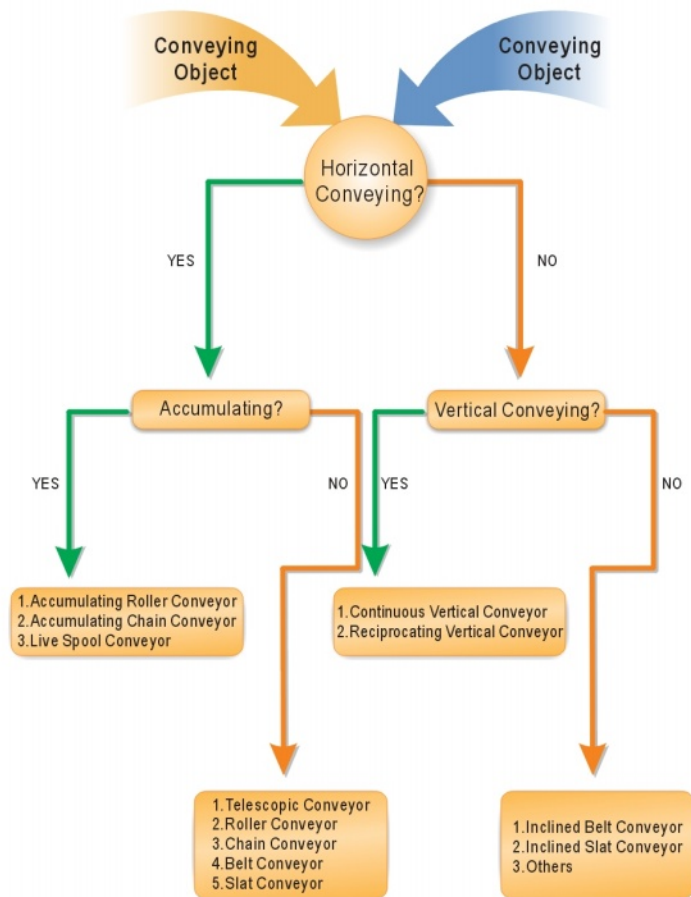 Conveying
Object
Conveying
Object
Horizontal
Conveying?
YES
NO
Accumulating?
Vertical Conveying?
YES
NO
YES
NO
1.Accumulating Roller Conveyor
2.Accumulating Chain Conveyor
3.Live Spool Conveyor
1.Continuous Vertical Conveyor
2.Reciprocating Vertical Conveyor
1.Telescopic Conveyor
2.Roller Conveyor
3.Chain Conveyor
4.Belt Conveyor
5.Slat Conveyor
1.Inclined Belt Conveyor
2.Inclined Slat Conveyor
3.Others